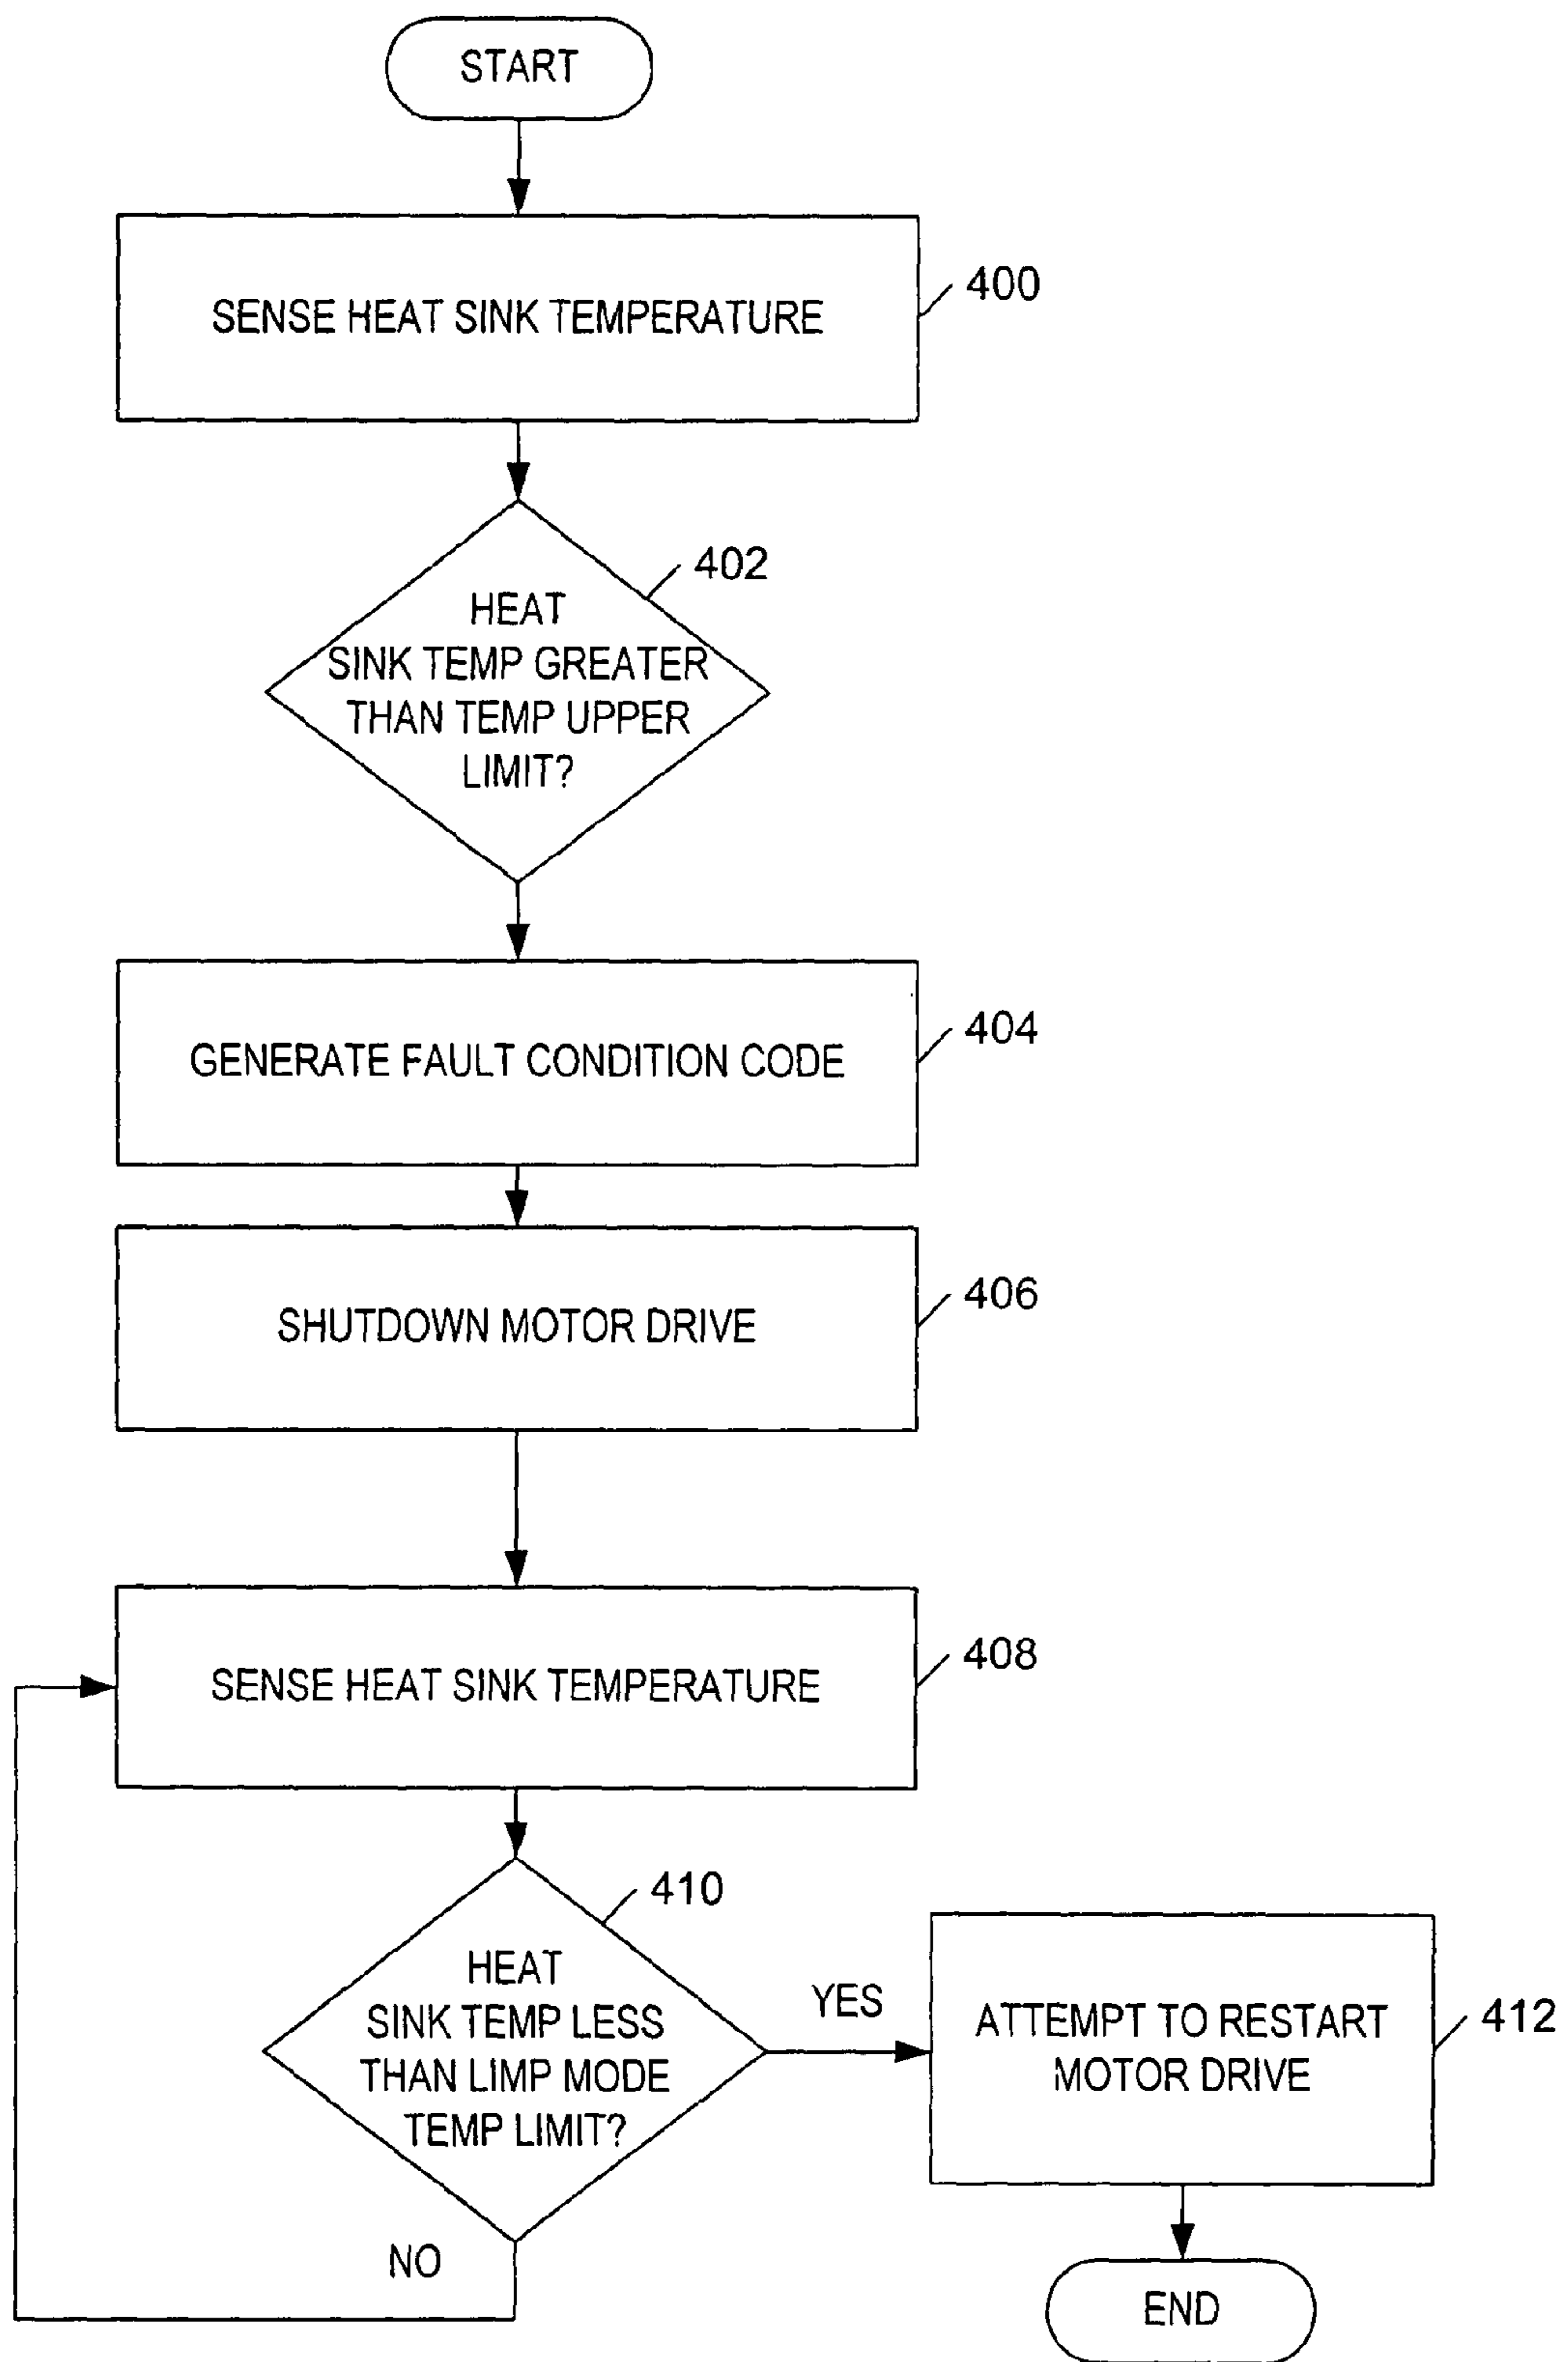 START
SENSE HEAT SINK TEMPERATURE
400
402
HEAT
SINK TEMP GREATER
THAN TEMP UPPER
LIMIT?
GENERATE FAULT CONDITION CODE
404
SHUTDOWN MOTOR DRIVE
406
SENSE HEAT SINK TEMPERATURE
408
410
HEAT
SINK TEMP LESS
THAN LIMP MODE
TEMP LIMIT?
YES
ATTEMPT TO RESTART
MOTOR DRIVE
412
NO
END